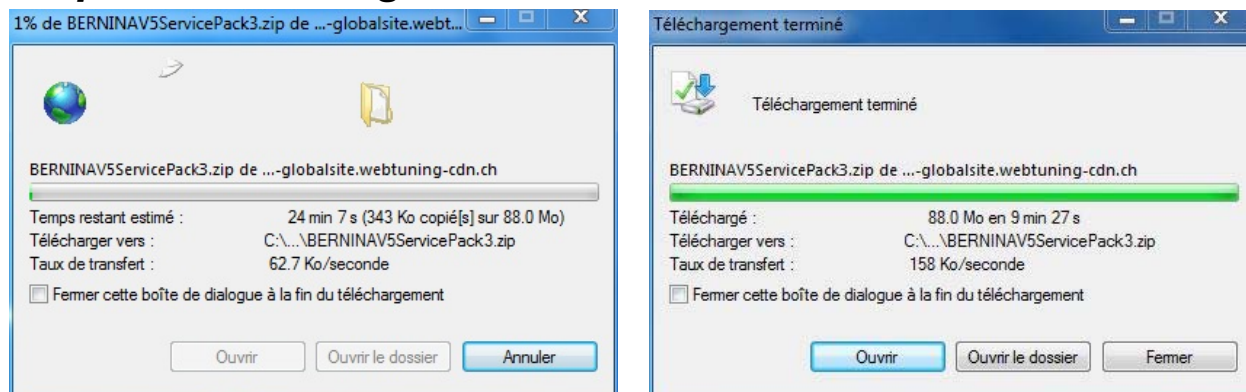 1% de BERNINAV5ServicePack3.zip de ...-globalsite.webt...
BERNINAV5ServicePack3.zip de ...-globalsite.webtuning-cdn.ch
Temps restant estimé : 24 min 7 s (343 Ko copié[s] sur 88.0 Mo)
Télécharger vers : C:\...\BERNINAV5ServicePack3.zip
Taux de transfert : 62.7 Ko/seconde
Fermer cette boîte de dialogue à la fin du téléchargement
Ouvrir Ouvrir le dossier Annuler
Téléchargement terminé
Téléchargement terminé
BERNINAV5ServicePack3.zip de ...-globalsite.webtuning-cdn.ch
Téléchargé : 88.0 Mo en 9 min 27 s
Télécharger vers : C:\...\BERNINAV5ServicePack3.zip
Taux de transfert : 158 Ko/seconde
Fermer cette boîte de dialogue à la fin du téléchargement
Ouvrir Ouvrir le dossier Fermer